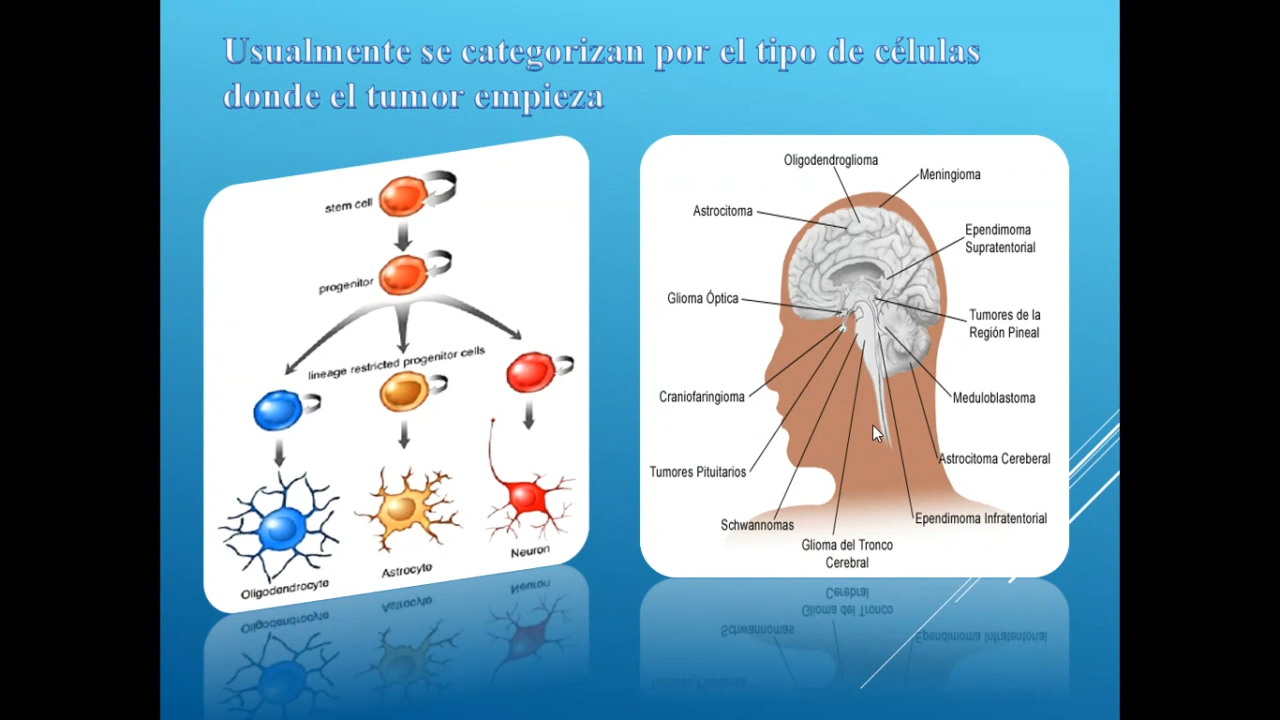 Usualmente se categorizan por el tipo de células
donde el tumor empieza
stem cell
progenitor
lineage restricted progenitor cells
Oligodendrocyte
Astrocyte
Neuron
Oligodendroglioma
Meningioma
Astrocitoma
Ependimoma
Supratentorial
Glioma Óptica
Tumores de la
Región Pineal
Craniofaringioma
Meduloblastoma
Tumores Pituitarios
Astrocitoma Cereberal
Schwannomas
Ependimoma Infratentorial
Glioma del Tronco
Cerebral